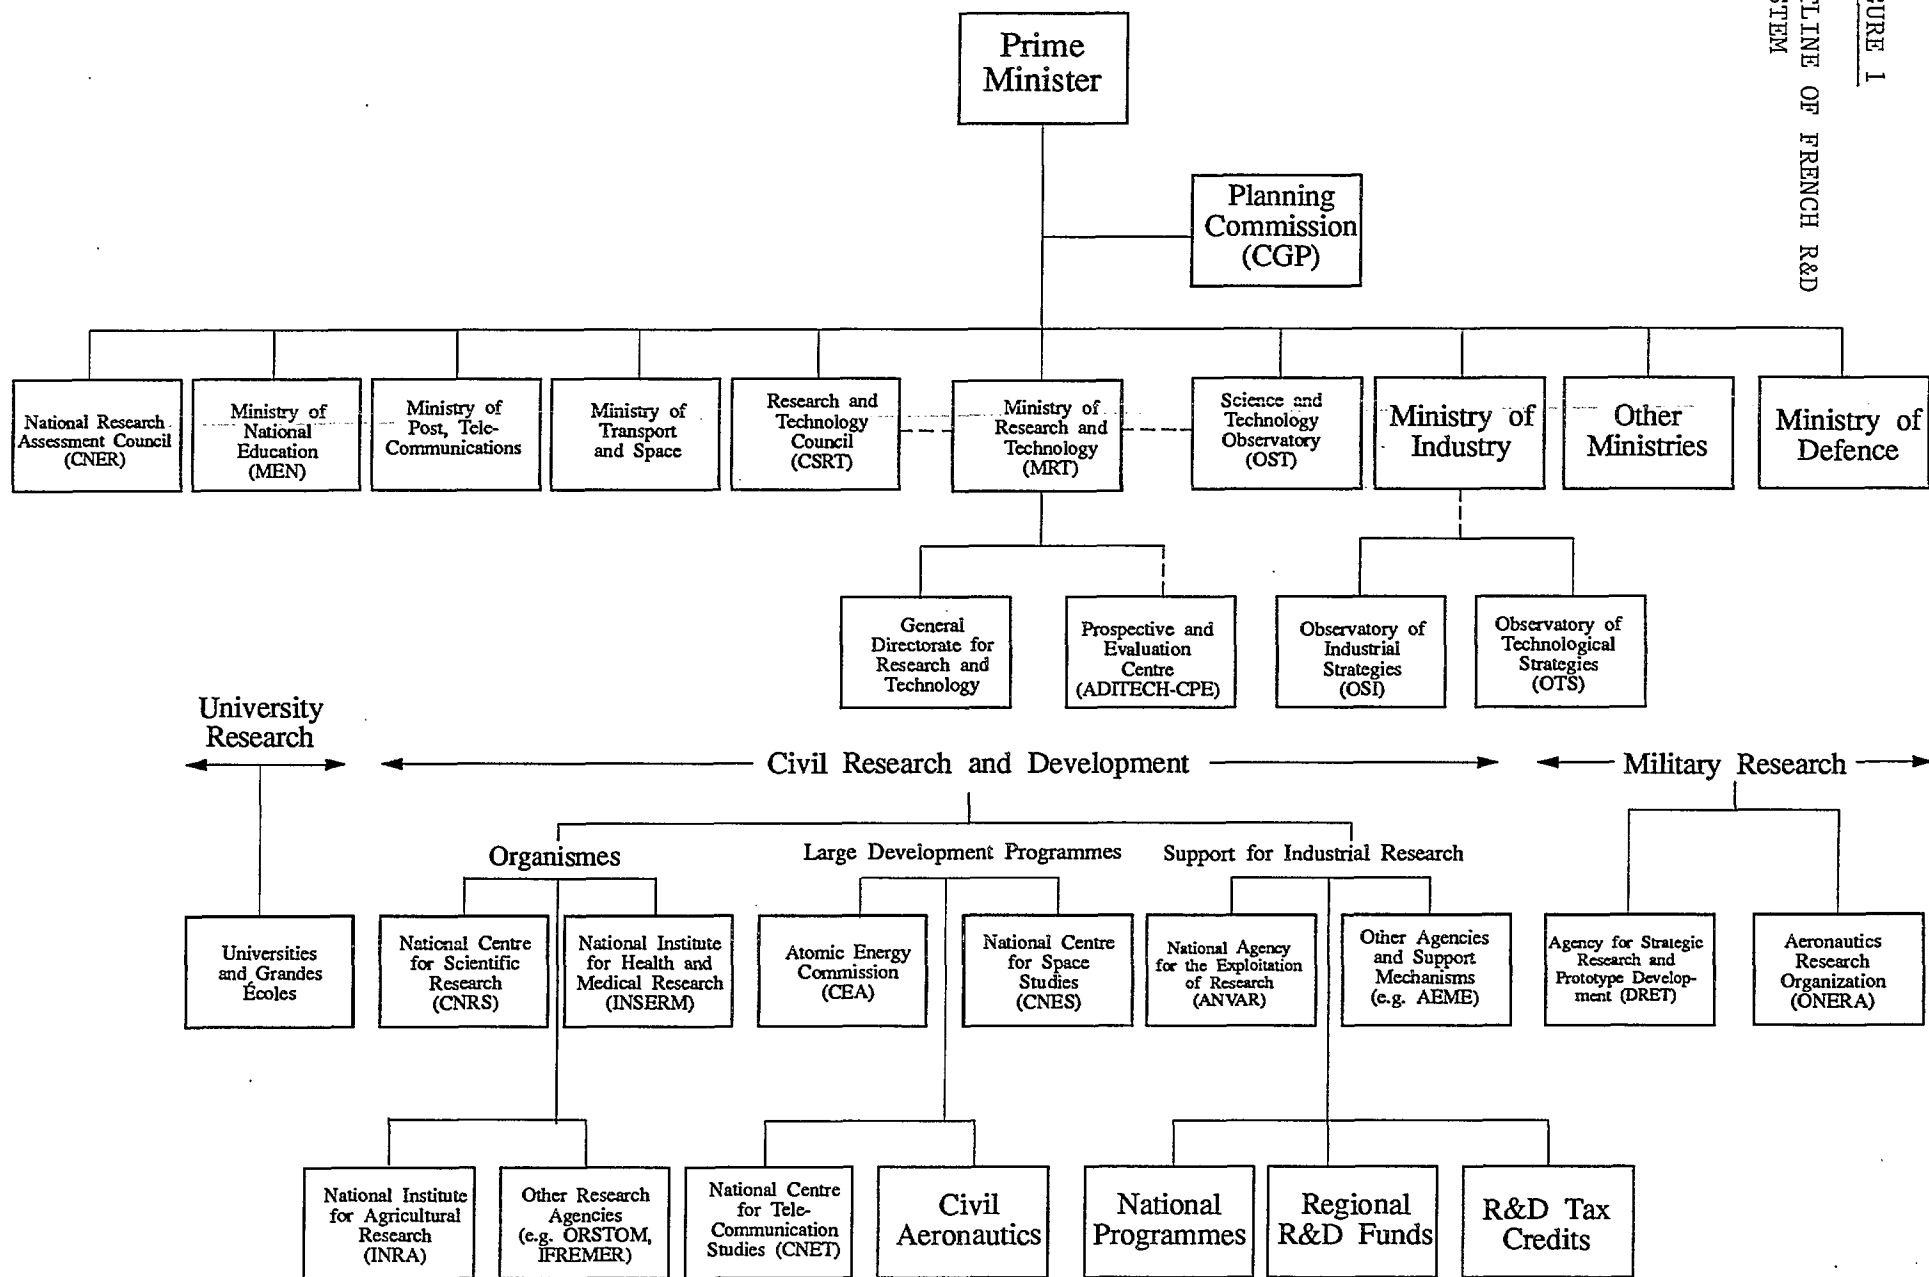 GURE 1
TLINE OF FRENCH R&D
STEM
Prime
Minister
Planning
Commission
(CGP)
National Research
Assessment Council
(CNER)
Ministry of
National
Education
(MEN)
Ministry of
Post, Tele-
Communications
Ministry of
Transport
and Space
Research and
Technology
Council
(CSRT)
Ministry of
Research and
Technology
(MRT)
Science and
Technology
Observatory
(OST)
Ministry of
Industry
Other
Ministries
Ministry of
Defence
General
Directorate for
Research and
Technology
Prospective and
Evaluation
Centre
(ADITECH-CPE)
Observatory of
Industrial
Strategies
(OSI)
Observatory of
Technological
Strategies
(OTS)
University
Research
Civil Research and Development
Military Research
Organismes
Large Development Programmes
Support for Industrial Research
Universities
and Grandes
Écoles
National Centre
for Scientific
Research
(CNRS)
National Institute
for Health and
Medical Research
(INSERM)
Atomic Energy
Commission
(CEA)
National Centre
for Space
Studies
(CNES)
National Agency
for the Exploitation
of Research
(ANVAR)
Other Agencies
and Support
Mechanisms
(e.g. AEME)
Agency for Strategic
Research and
Prototype Develop-
ment (DRET)
Aeronautics
Research
Organization
(ONERA)
National Institute
for Agricultural
Research
(INRA)
Other Research
Agencies
(e.g. ORSTOM,
IFREMER)
National Centre
for Tele-
Communication
Studies (CNET)
Civil
Aeronautics
National
Programmes
Regional
R&D Funds
R&D Tax
Credits